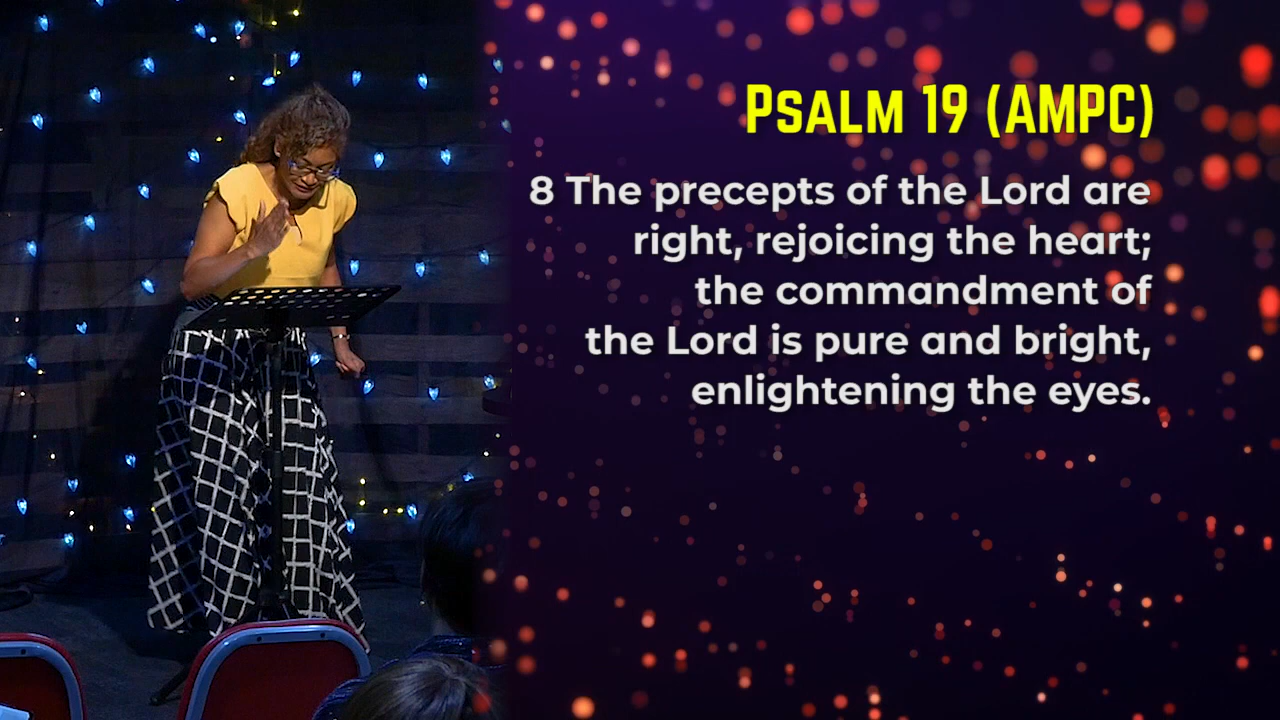 Psalm 19 (AMPC)
8 The precepts of the Lord are
right, rejoicing the heart;
the commandment of
the Lord is pure and bright,
enlightening the eyes.